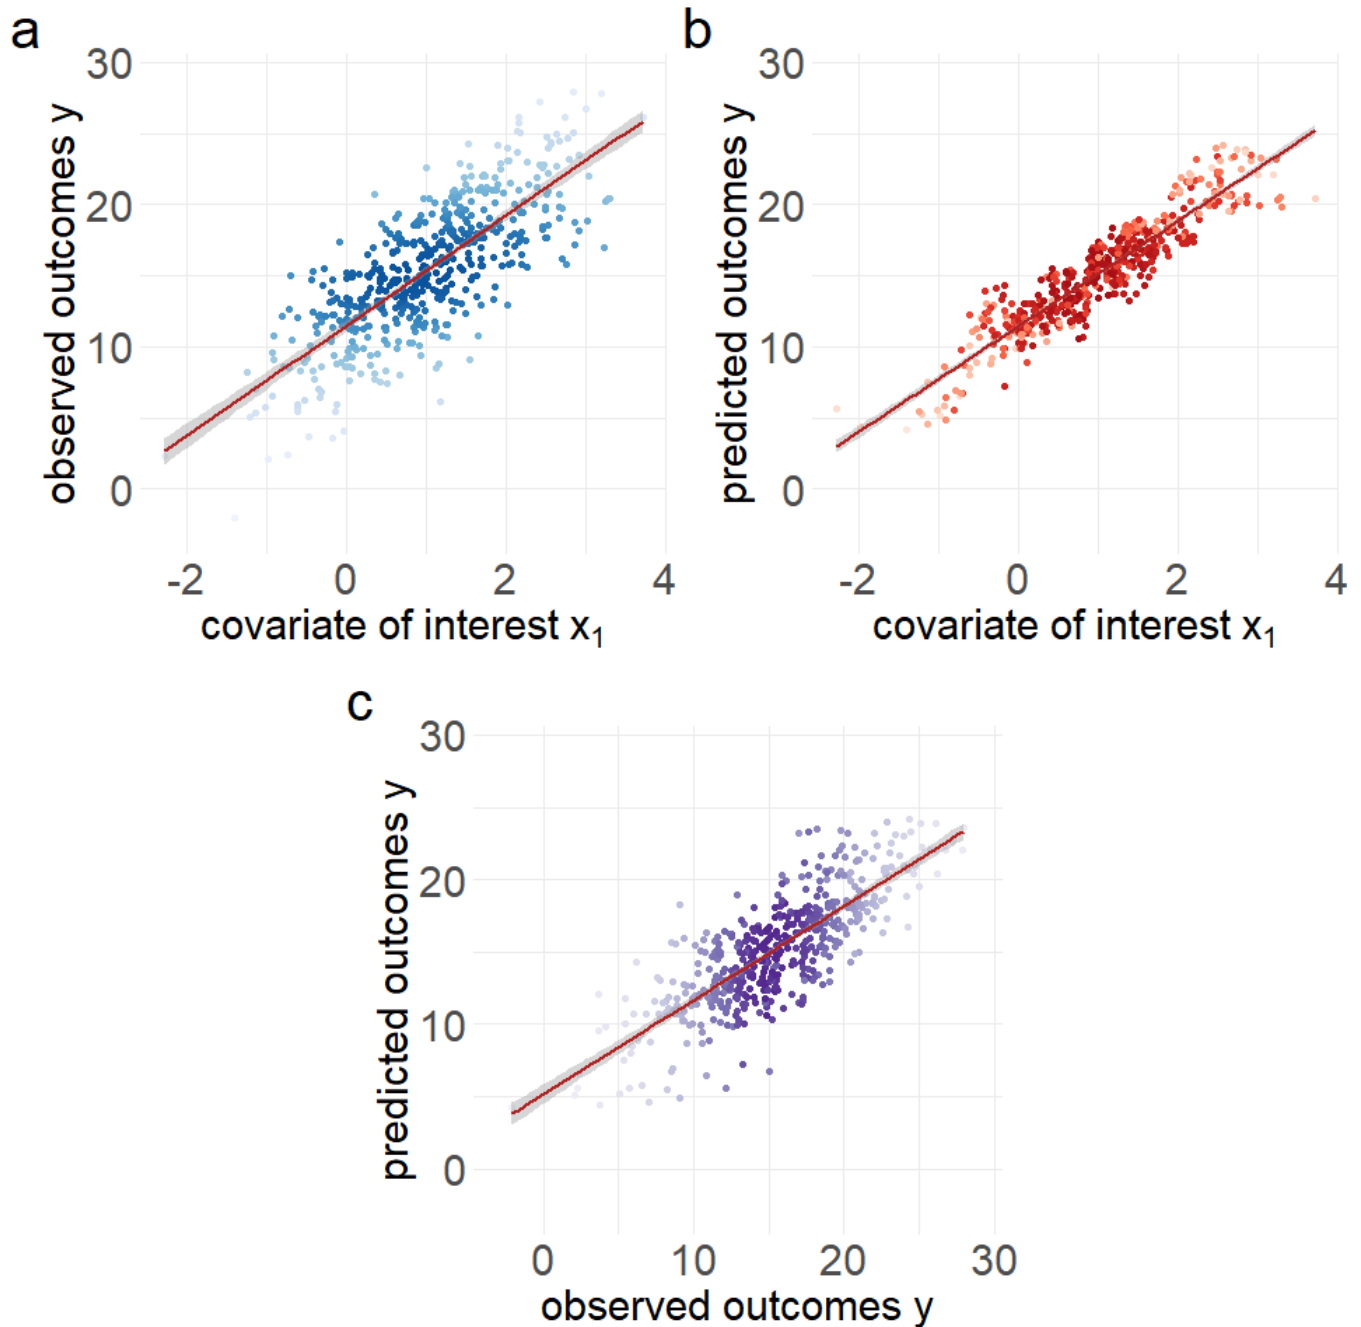 a
30
20
10
0
observed outcomes y
-2 0 2 4
covariate of interest x₁
b
30
20
10
0
predicted outcomes y
-2 0 2 4
covariate of interest x₁
c
30
20
10
0
predicted outcomes y
0 10 20 30
observed outcomes y